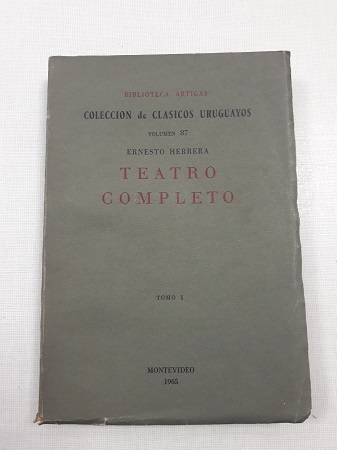 BIBLIOTECA ARTIGAS
COLECCION de CLASICOS URUGUAYOS
VOLUMEN 87
ERNESTO HERRERA
TEATRO
COMPLETO
TOMO I
MONTEVIDEO
1965